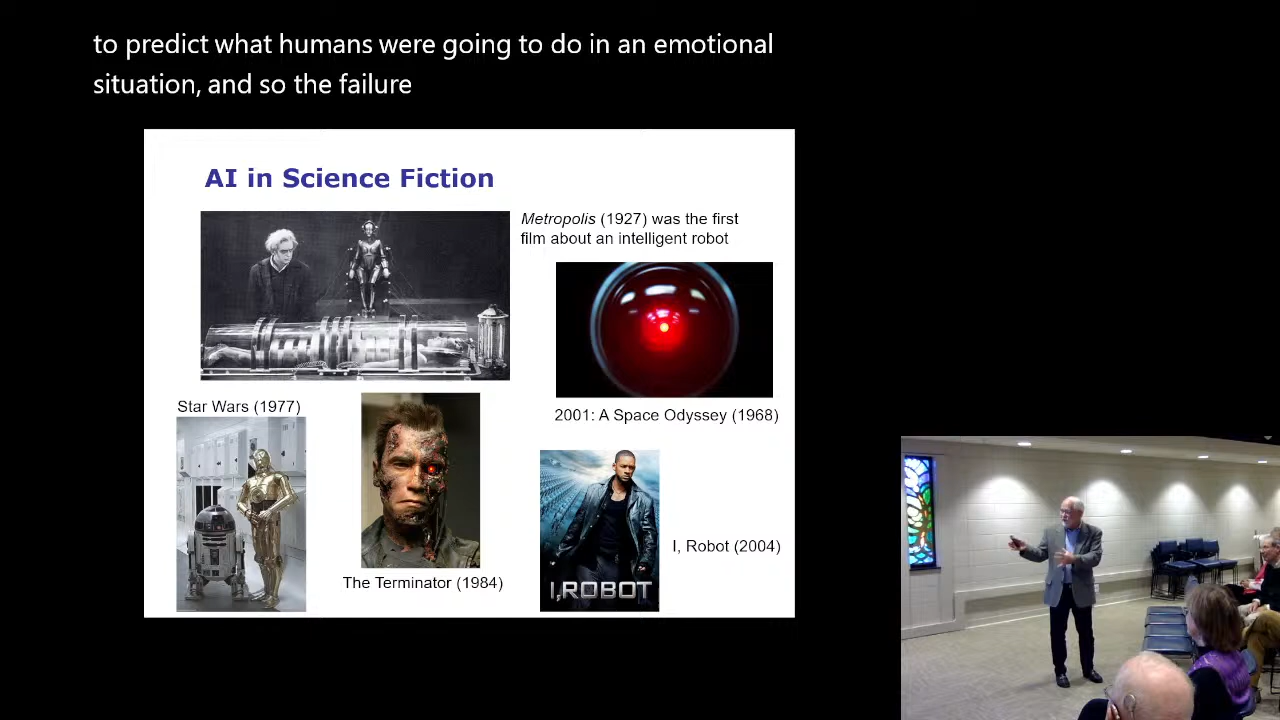 to predict what humans were going to do in an emotional
situation, and so the failure
AI in Science Fiction
Metropolis (1927) was the first
film about an intelligent robot
2001: A Space Odyssey (1968)
Star Wars (1977)
The Terminator (1984)
I,ROBOT
I, Robot (2004)